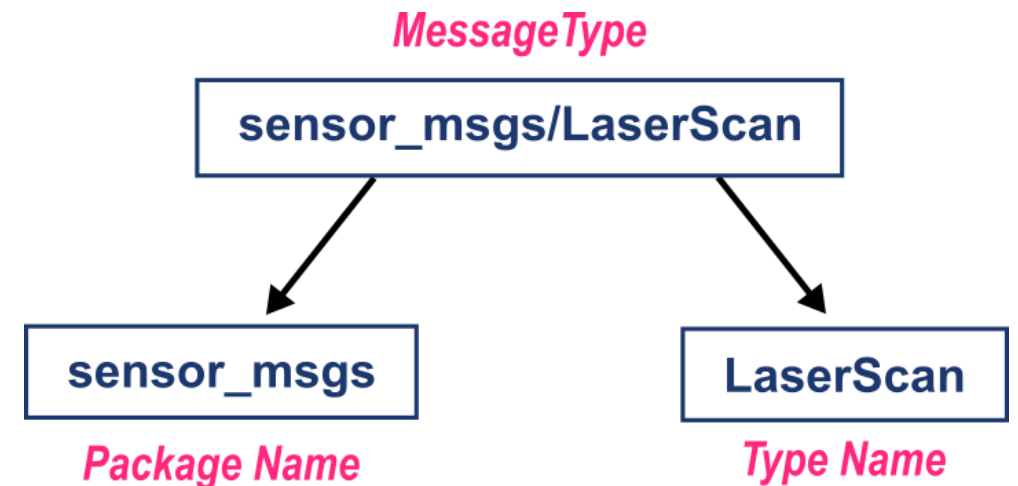 MessageType
sensor_msgs/LaserScan
sensor_msgs
LaserScan
Package Name
Type Name